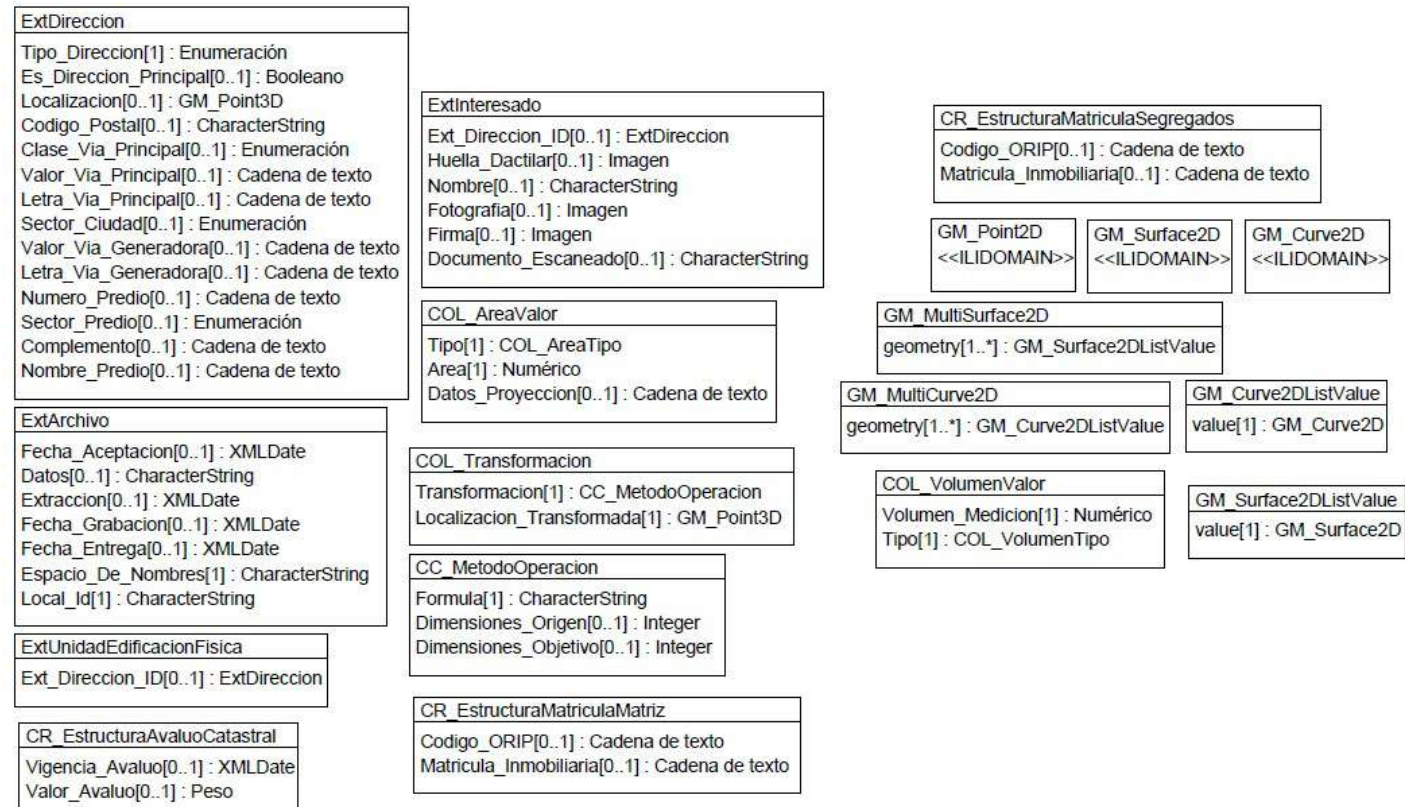 ExtDireccion
Tipo_Direccion[1] : Enumeración
Es_Direccion_Principal[0..1] : Booleano
Localizacion[0..1] : GM_Point3D
Codigo_Postal[0..1] : CharacterString
Clase_Via_Principal[0..1] : Enumeración
Valor_Via_Principal[0..1] : Cadena de texto
Letra_Via_Principal[0..1] : Cadena de texto
Sector_Ciudad[0..1] : Enumeración
Valor_Via_Generadora[0..1] : Cadena de texto
Letra_Via_Generadora[0..1] : Cadena de texto
Numero_Predio[0..1] : Cadena de texto
Sector_Predio[0..1] : Enumeración
Complemento[0..1] : Cadena de texto
Nombre_Predio[0..1] : Cadena de texto
ExtArchivo
Fecha_Aceptacion[0..1] : XMLDate
Datos[0..1] : CharacterString
Extraccion[0..1] : XMLDate
Fecha_Grabacion[0..1] : XMLDate
Fecha_Entrega[0..1] : XMLDate
Espacio_De_Nombres[1] : CharacterString
Local_Id[1] : CharacterString
ExtUnidadEdificacionFisica
Ext_Direccion_ID[0..1] : ExtDireccion
CR_EstructuraAvaluoCatastral
Vigencia_Avaluo[0..1] : XMLDate
Valor_Avaluo[0..1] : Peso
ExtInteresado
Ext_Direccion_ID[0..1] : ExtDireccion
Huella_Dactilar[0..1] : Imagen
Nombre[0..1] : CharacterString
Fotografia[0..1] : Imagen
Firma[0..1] : Imagen
Documento_Escaneado[0..1] : CharacterString
COL_AreaValor
Tipo[1] : COL_AreaTipo
Area[1] : Numérico
Datos_Proyeccion[0..1] : Cadena de texto
COL_Transformacion
Transformacion[1] : CC_MetodoOperacion
Localizacion_Transformada[1] : GM_Point3D
CC_MetodoOperacion
Formula[1] : CharacterString
Dimensiones_Origen[0..1] : Integer
Dimensiones_Objetivo[0..1] : Integer
CR_EstructuraMatriculaMatriz
Codigo_ORIP[0..1] : Cadena de texto
Matricula_Inmobiliaria[0..1] : Cadena de texto
CR_EstructuraMatriculaSegregados
Codigo_ORIP[0..1] : Cadena de texto
Matricula_Inmobiliaria[0..1] : Cadena de texto
GM_Point2D
<<ILIDOMAIN>>
GM_Surface2D
<<ILIDOMAIN>>
GM_Curve2D
<<ILIDOMAIN>>
GM_MultiSurface2D
geometry[1..*] : GM_Surface2DListValue
GM_MultiCurve2D
geometry[1..*] : GM_Curve2DListValue
GM_Curve2DListValue
value[1] : GM_Curve2D
COL_VolumenValor
Volumen_Medicion[1] : Numérico
Tipo[1] : COL_VolumenTipo
GM_Surface2DListValue
value[1] : GM_Surface2D